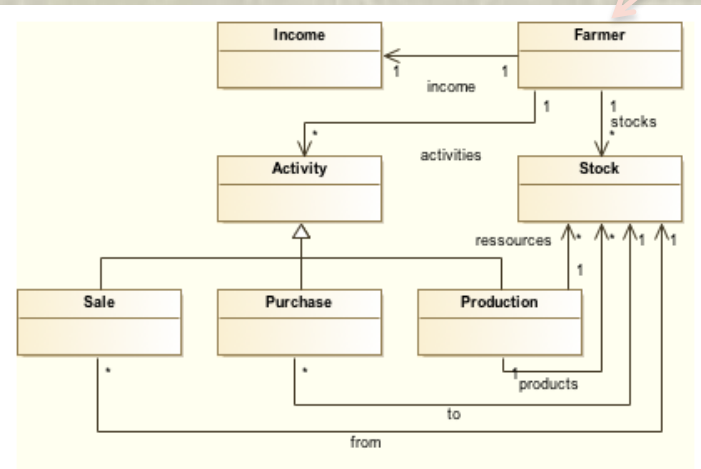 Income
Farmer
1
1
income
1
1
stocks
*
*
activities
Activity
Stock
ressources
*
*
1
1
1
Sale
Purchase
Production
*
*
1
products
to
from